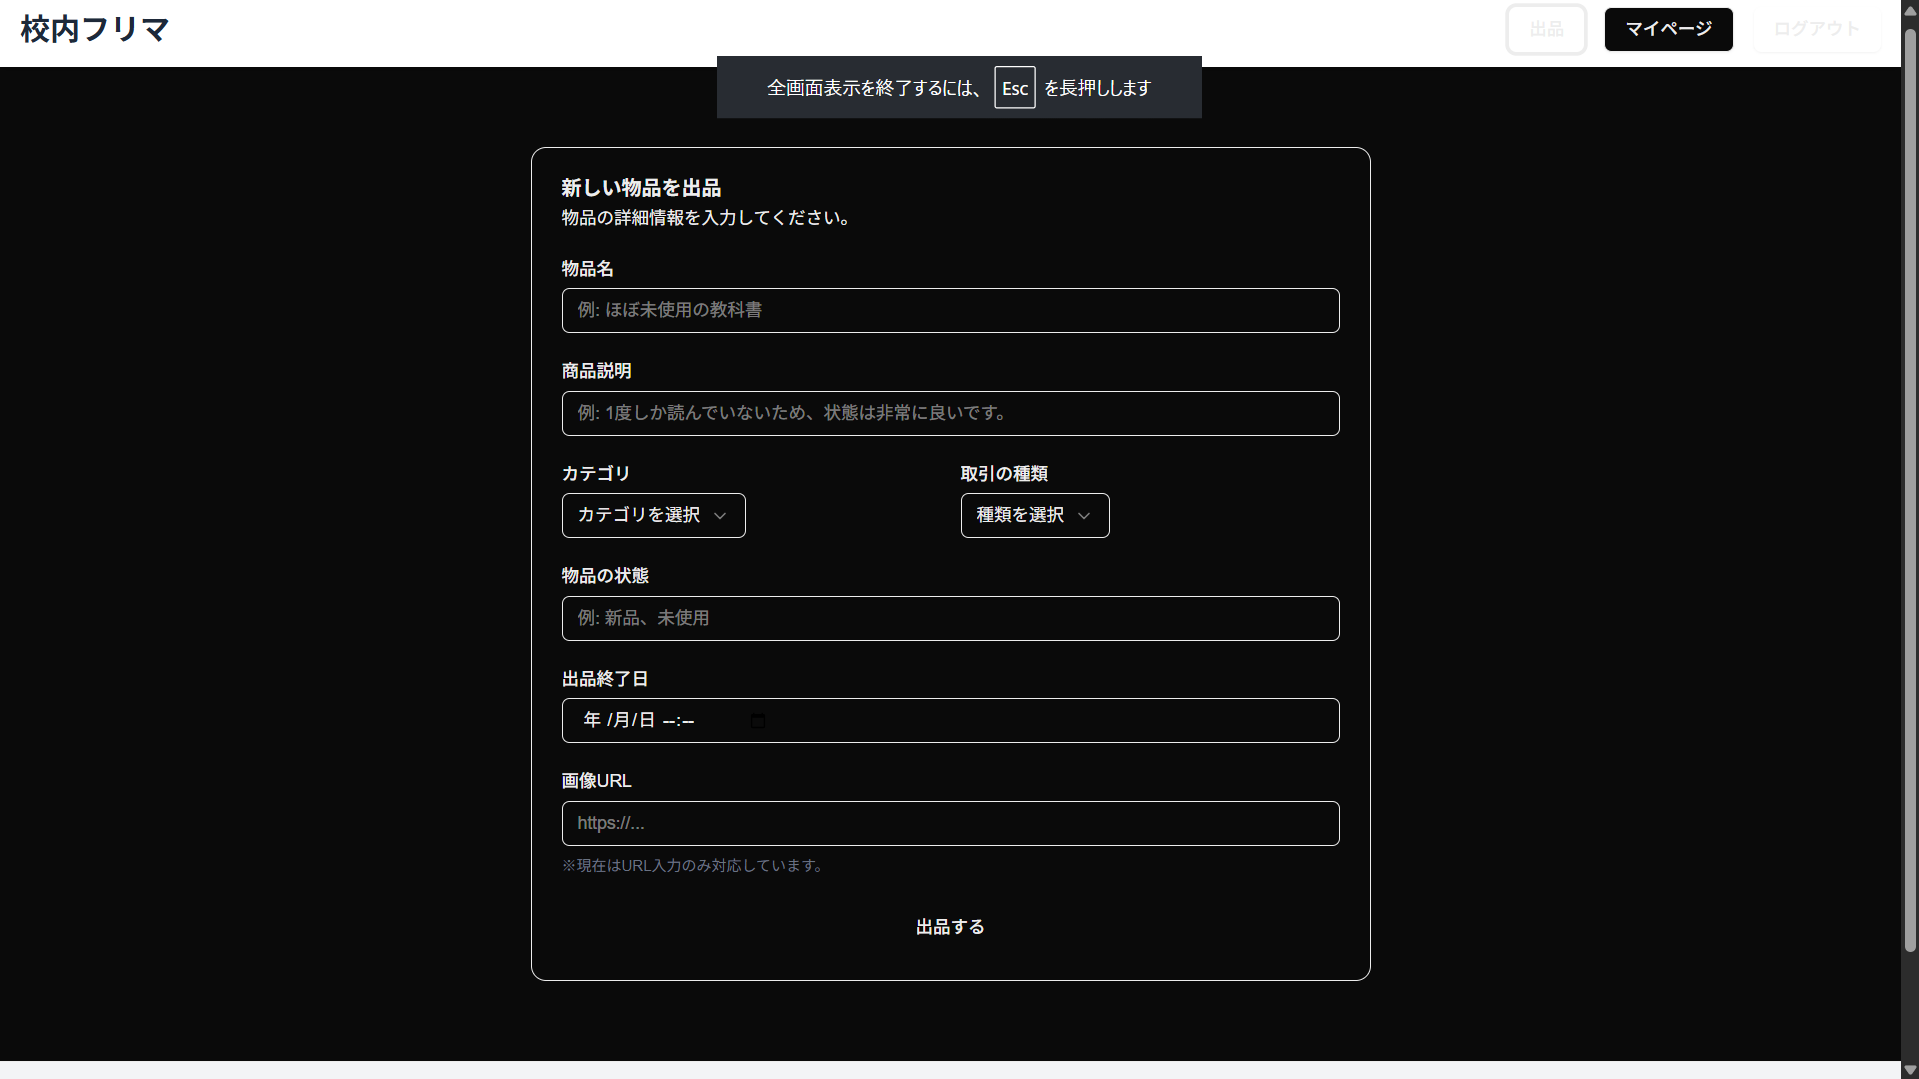 校内フリマ
出品
マイページ
ログアウト
全画面表示を終了するには、 Esc を長押しします
新しい物品を出品
物品の詳細情報を入力してください。
物品名
例: ほぼ未使用の教科書
商品説明
例: 1度しか読んでいないため、状態は非常に良いです。
カテゴリ
取引の種類
カテゴリを選択
種類を選択
物品の状態
例: 新品、未使用
出品終了日
年 /月/日 --:--
画像URL
https://...
※現在はURL入力のみ対応しています。
出品する